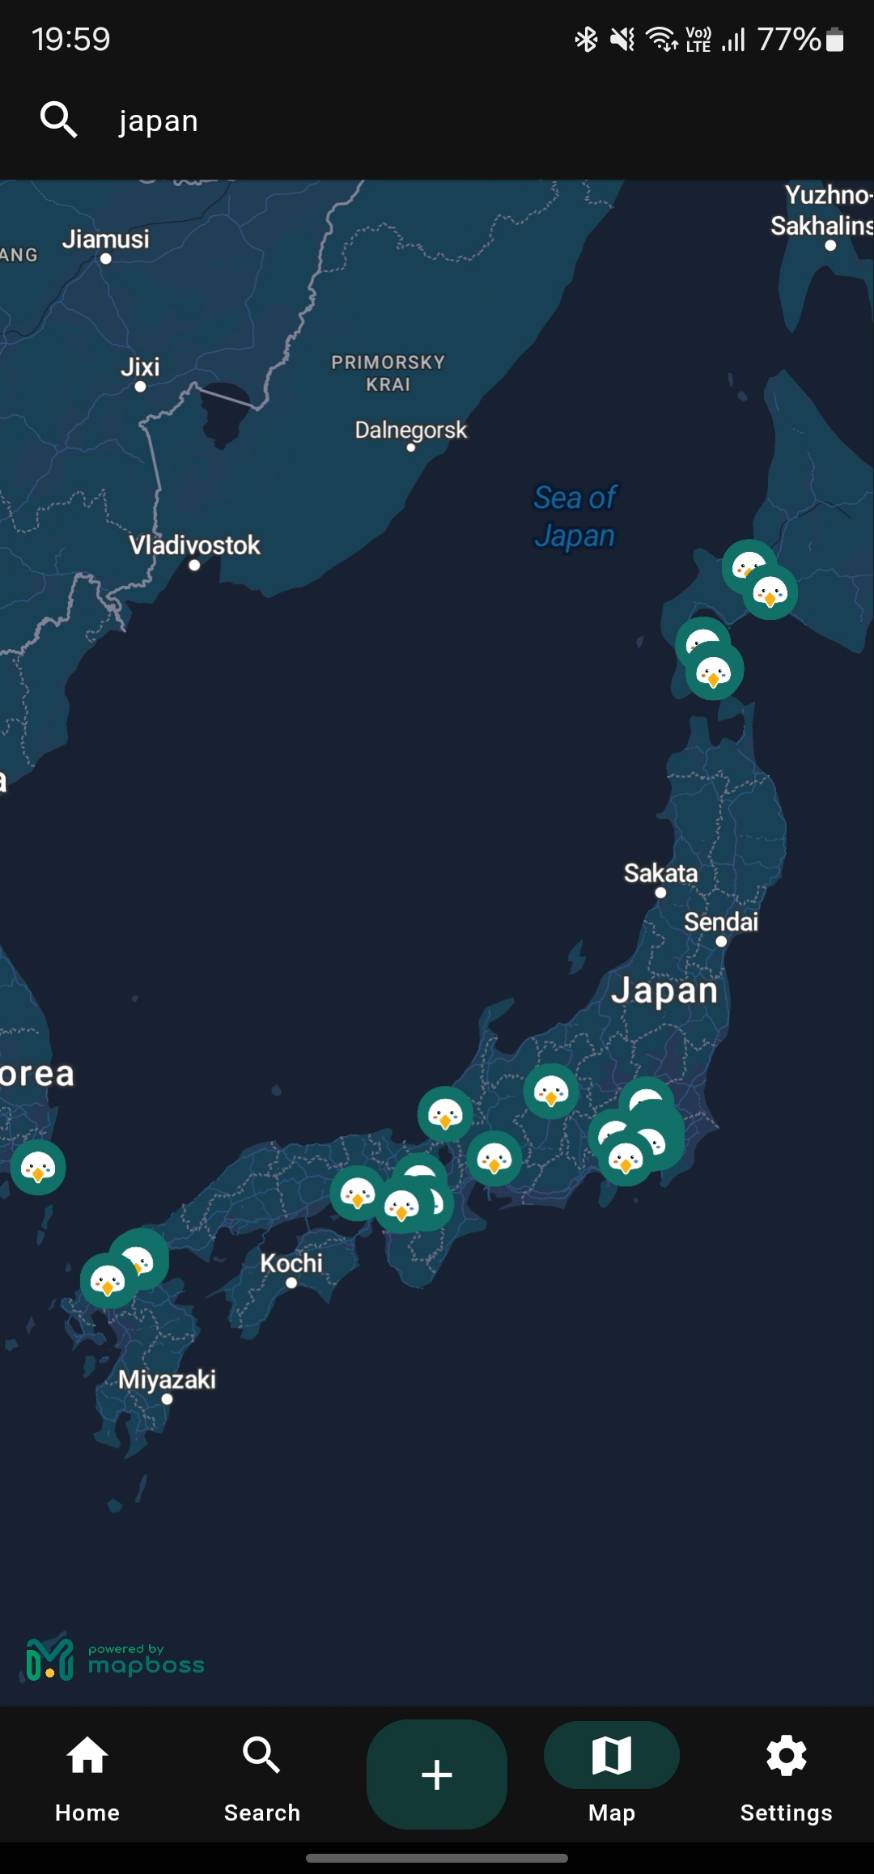 19:59
Vo))
LTE
77%
japan
Yuzhno-
Sakhalins
Jiamusi
ANG
Jixi
PRIMORSKY
KRAI
Dalnegorsk
Sea of
Japan
Vladivostok
a
Sakata
Sendai
Japan
orea
Kochi
Miyazaki
powered by
mapboss
Home
Search
+
Map
Settings